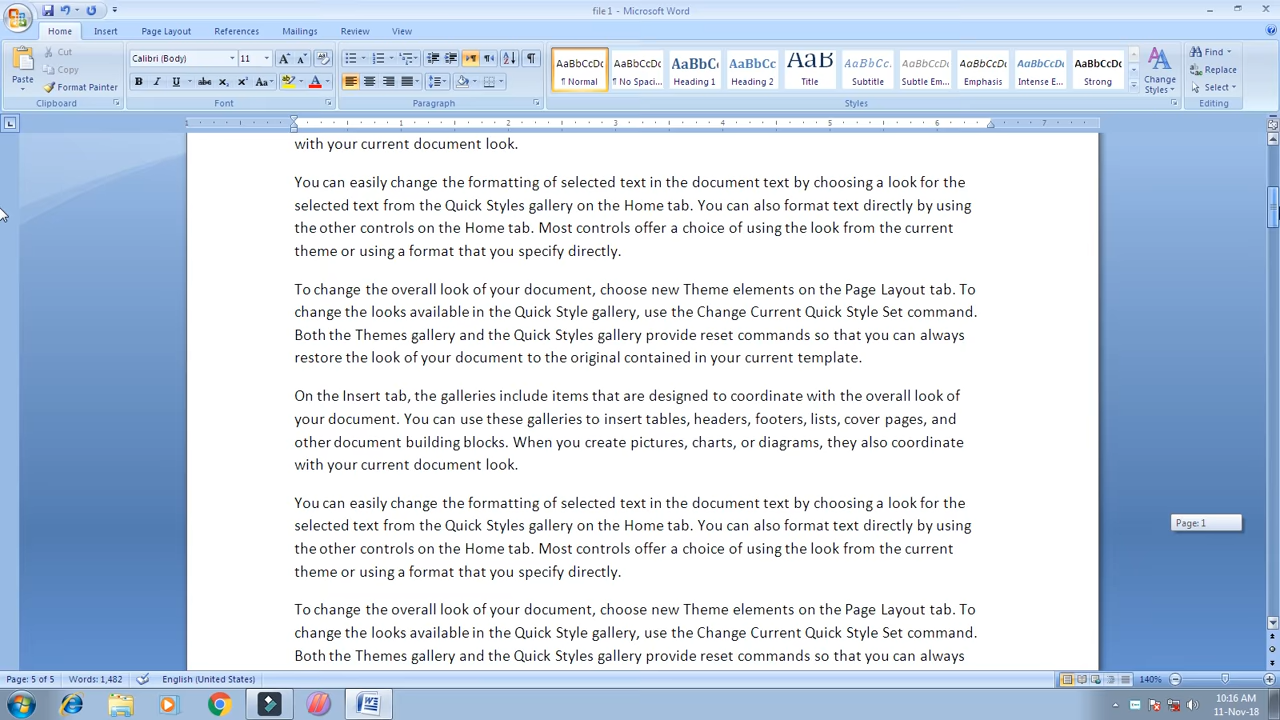 file1 - Microsoft Word
Home Insert Page Layout References Mailings Review View
Paste
Cut
Copy
Format Painter
Clipboard
Calibri (Body) 11
Font
Paragraph
AaBbCcDc AaBbCcDc AaBbC AaBbCc AaB AaBbCc. AaBbCcDc AaBbCcDc AaBbCcDc AaBbCcDc
¶ Normal ¶ No Spaci... Heading 1 Heading 2 Title Subtitle Subtle Em... Emphasis Intense E... Strong
Change
Styles
Styles
Find
Replace
Select
Editing
1 1 2 3 4 5 6 7
with your current document look.
You can easily change the formatting of selected text in the document text by choosing a look for the
selected text from the Quick Styles gallery on the Home tab. You can also format text directly by using
the other controls on the Home tab. Most controls offer a choice of using the look from the current
theme or using a format that you specify directly.
To change the overall look of your document, choose new Theme elements on the Page Layout tab. To
change the looks available in the Quick Style gallery, use the Change Current Quick Style Set command.
Both the Themes gallery and the Quick Styles gallery provide reset commands so that you can always
restore the look of your document to the original contained in your current template.
On the Insert tab, the galleries include items that are designed to coordinate with the overall look of
your document. You can use these galleries to insert tables, headers, footers, lists, cover pages, and
other document building blocks. When you create pictures, charts, or diagrams, they also coordinate
with your current document look.
You can easily change the formatting of selected text in the document text by choosing a look for the
selected text from the Quick Styles gallery on the Home tab. You can also format text directly by using
the other controls on the Home tab. Most controls offer a choice of using the look from the current
theme or using a format that you specify directly.
Page: 1
To change the overall look of your document, choose new Theme elements on the Page Layout tab. To
change the looks available in the Quick Style gallery, use the Change Current Quick Style Set command.
Both the Themes gallery and the Quick Styles gallery provide reset commands so that you can always
Page: 5 of 5 Words: 1,482 English (United States) 140%
10:16 AM
11-Nov-18